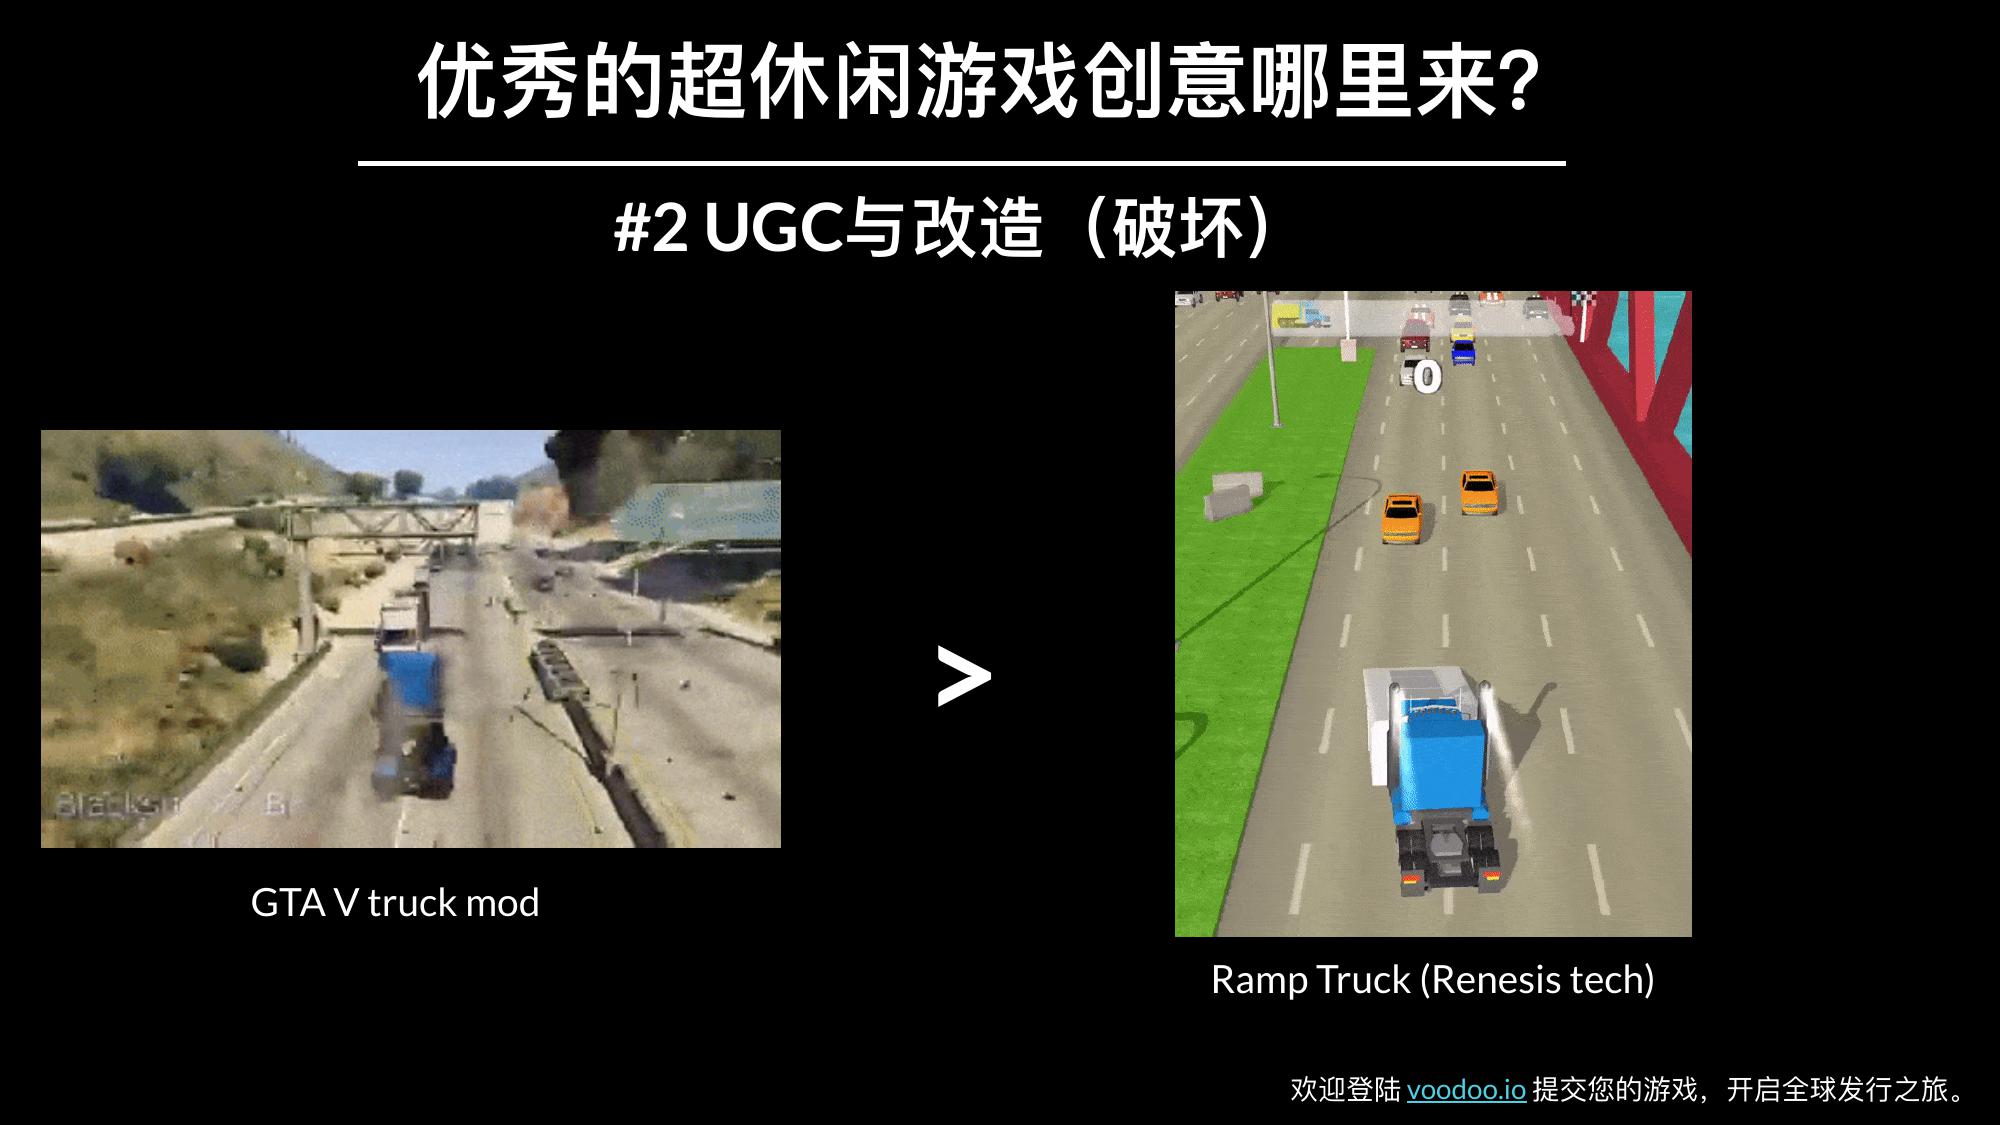 优秀的超休闲游戏创意哪里来?
#2 UGC与改造（破坏）
0
>
GTA V truck mod
Ramp Truck (Renesis tech)
欢迎登陆 voodoo.io 提交您的游戏，开启全球发行之旅。